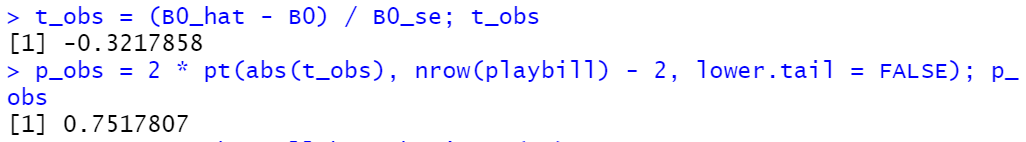 > t_obs = (B0_hat - B0) / B0_se; t_obs
[1] -0.3217858
> p_obs = 2 * pt(abs(t_obs), nrow(playbill) - 2, lower.tail = FALSE); p_
obs
[1] 0.7517807